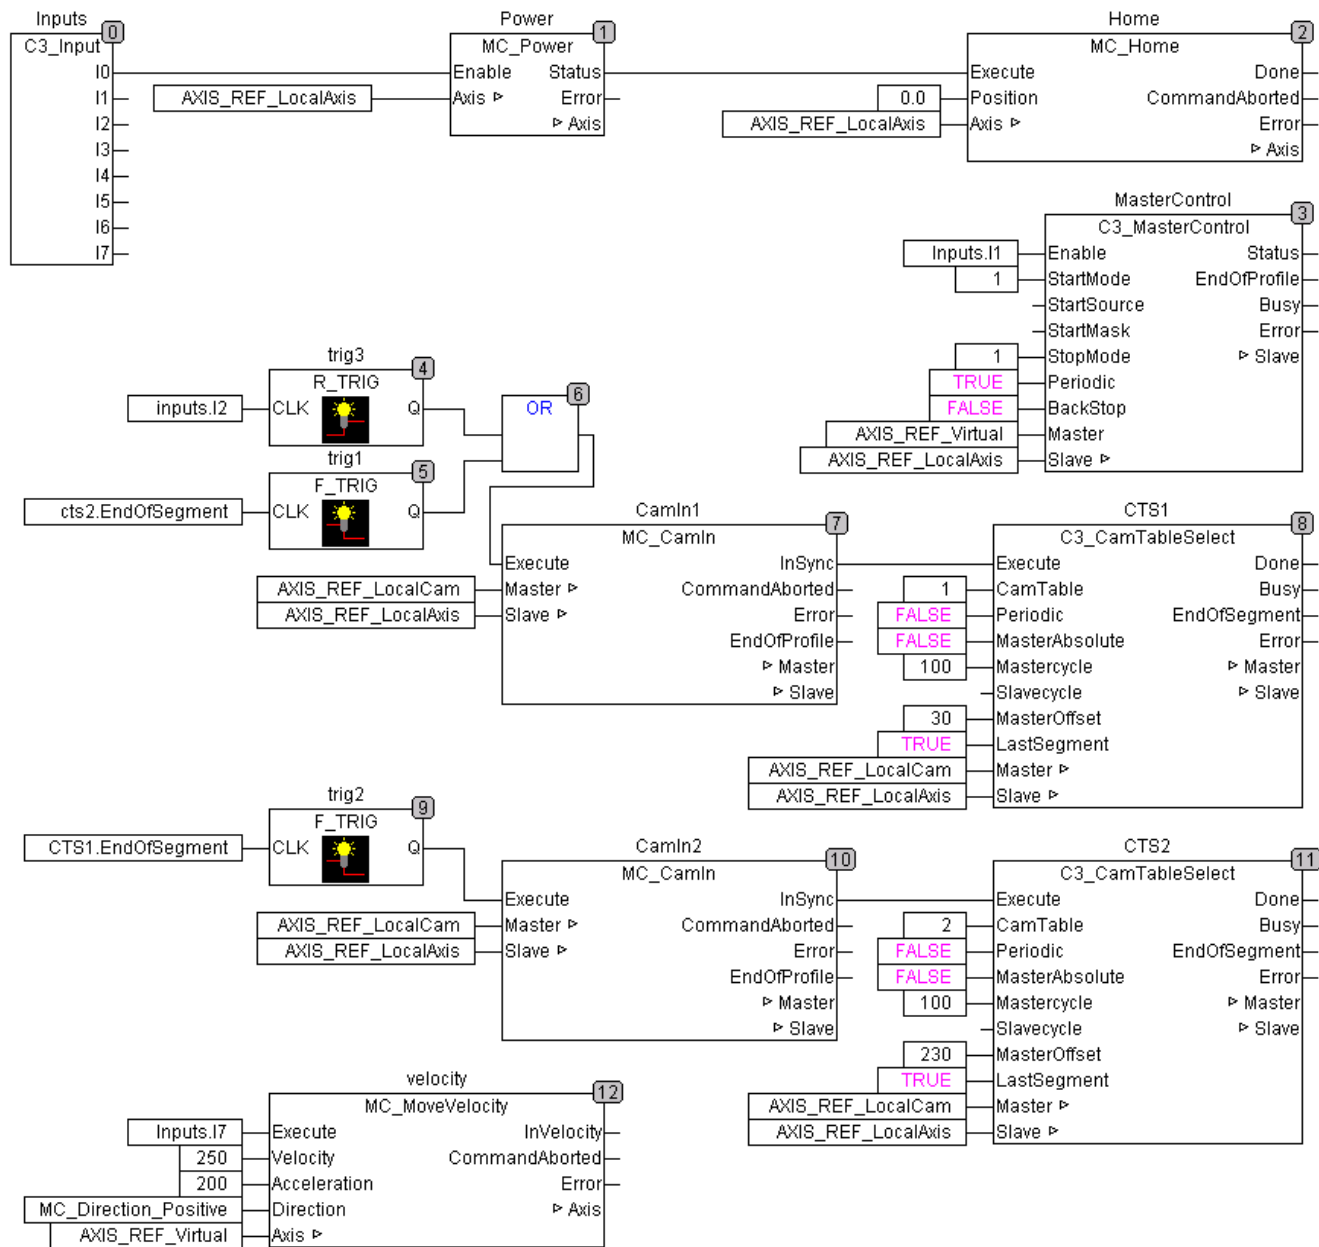 Inputs
0
C3_Input
I0
I1
I2
I3
I4
I5
I6
I7
Power
1
MC_Power
Enable Status
AXIS_REF_LocalAxis Axis Error
Axis
Home
2
MC_Home
Execute Done
0.0 Position CommandAborted
AXIS_REF_LocalAxis Axis Error
Axis
MasterControl
3
C3_MasterControl
Inputs.I1 Enable Status
1 StartMode EndOfProfile
StartSource Busy
StartMask Error
1 StopMode Slave
TRUE Periodic
FALSE BackStop
AXIS_REF_Virtual Master
AXIS_REF_LocalAxis Slave
trig3
4
R_TRIG
inputs.I2 CLK Q
trig1
5
F_TRIG
cts2.EndOfSegment CLK Q
6
OR
CamIn1
7
MC_CamIn
Execute InSync
AXIS_REF_LocalCam Master CommandAborted
AXIS_REF_LocalAxis Slave Error
EndOfProfile
Master
Slave
CTS1
8
C3_CamTableSelect
Execute Done
1 CamTable Busy
FALSE Periodic EndOfSegment
FALSE MasterAbsolute Error
100 Mastercycle Master
Slavecycle Slave
30 MasterOffset
TRUE LastSegment
AXIS_REF_LocalCam Master
AXIS_REF_LocalAxis Slave
trig2
9
F_TRIG
CTS1.EndOfSegment CLK Q
CamIn2
10
MC_CamIn
Execute InSync
AXIS_REF_LocalCam Master CommandAborted
AXIS_REF_LocalAxis Slave Error
EndOfProfile
Master
Slave
CTS2
11
C3_CamTableSelect
Execute Done
2 CamTable Busy
FALSE Periodic EndOfSegment
FALSE MasterAbsolute Error
100 Mastercycle Master
Slavecycle Slave
230 MasterOffset
TRUE LastSegment
AXIS_REF_LocalCam Master
AXIS_REF_LocalAxis Slave
velocity
12
MC_MoveVelocity
Inputs.I7 Execute InVelocity
250 Velocity CommandAborted
200 Acceleration Error
MC_Direction_Positive Direction Axis
AXIS_REF_Virtual Axis